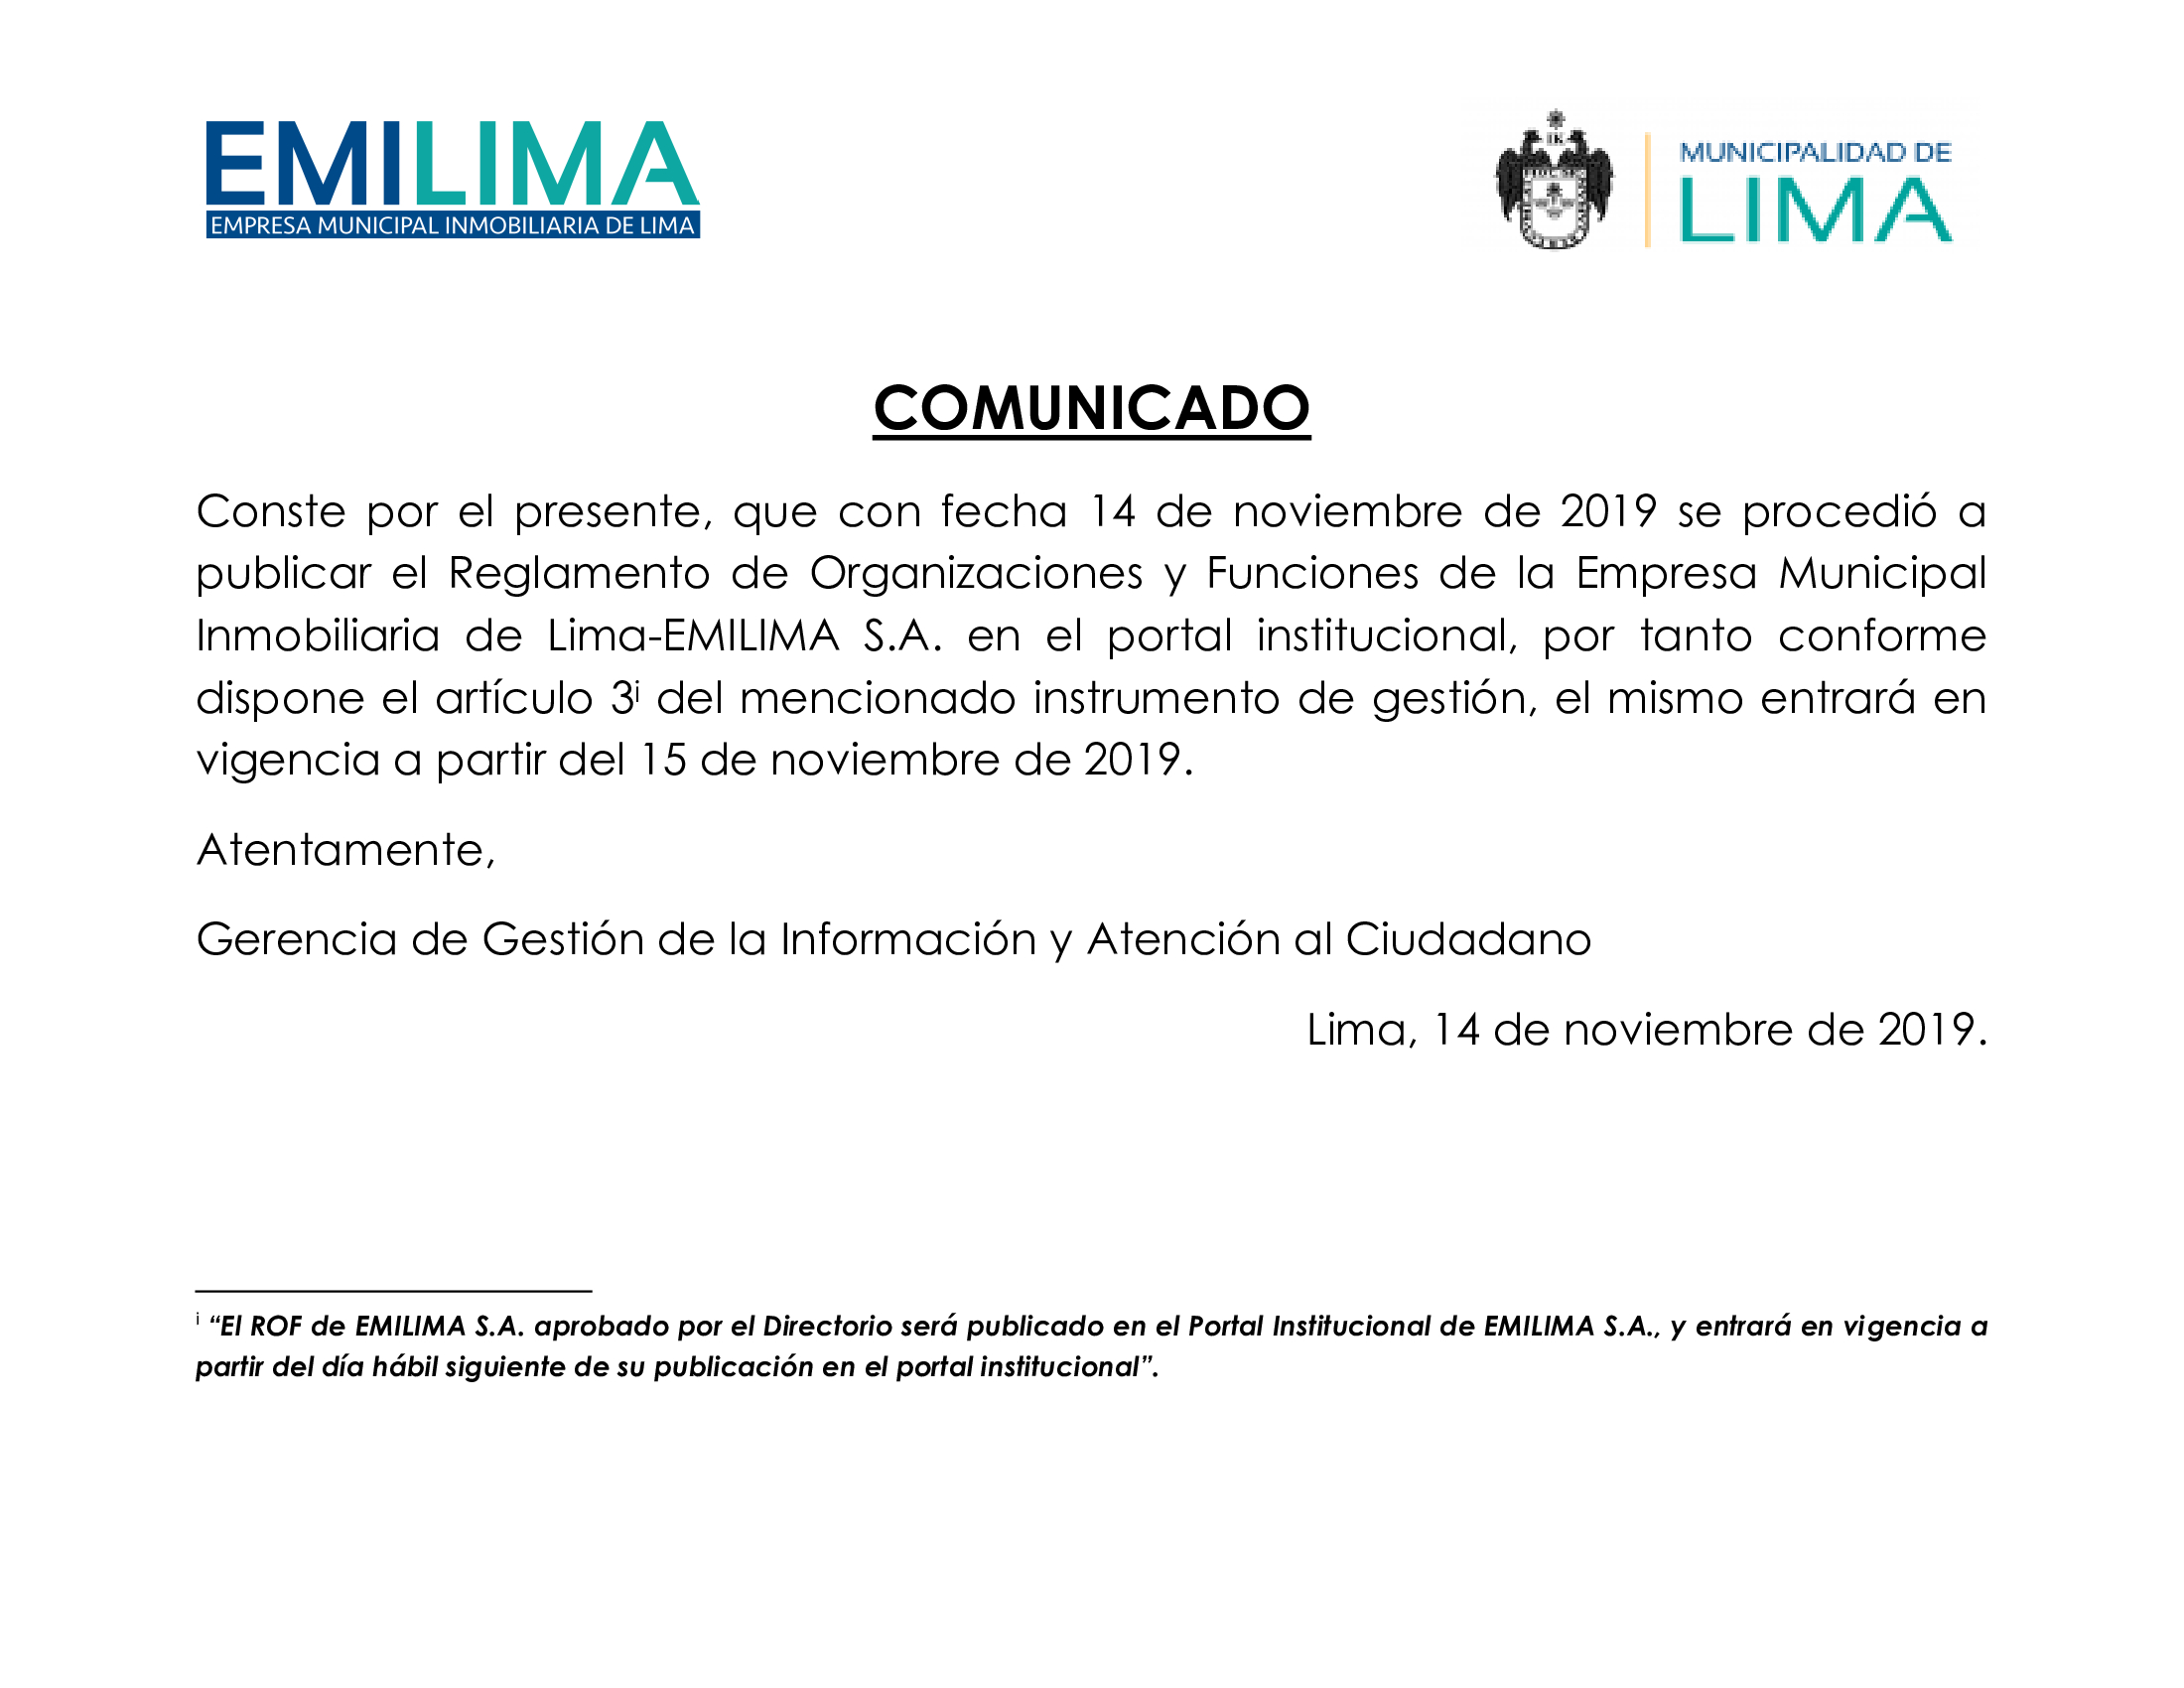 EMILIMA
EMPRESA MUNICIPAL INMOBILIARIA DE LIMA
MUNICIPALIDAD DE
LIMA
COMUNICADO
Conste por el presente, que con fecha 14 de noviembre de 2019 se procedió a
publicar el Reglamento de Organizaciones y Funciones de la Empresa Municipal
Inmobiliaria de Lima-EMILIMA S.A. en el portal institucional, por tanto conforme
dispone el artículo 3ⁱ del mencionado instrumento de gestión, el mismo entrará en
vigencia a partir del 15 de noviembre de 2019.
Atentamente,
Gerencia de Gestión de la Información y Atención al Ciudadano
Lima, 14 de noviembre de 2019.
ⁱ “El ROF de EMILIMA S.A. aprobado por el Directorio será publicado en el Portal Institucional de EMILIMA S.A., y entrará en vigencia a
partir del día hábil siguiente de su publicación en el portal institucional”.